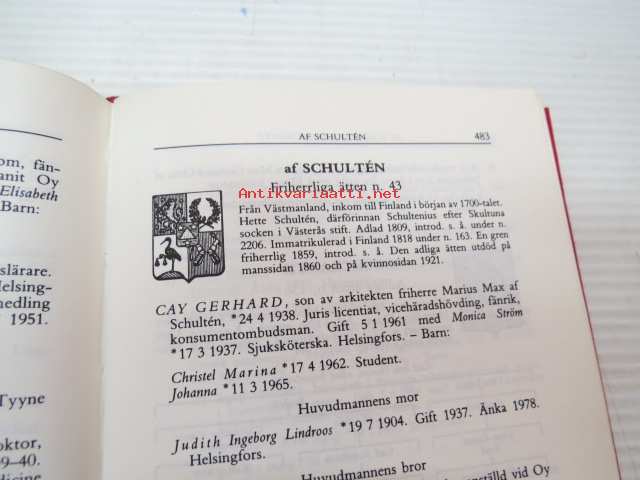 om, fän-
anit Oy
Elisabeth
Barn:
slärare.
Helsing-
medling
1951.
Tyyne
oktor,
9–40.
AF SCHULTÉN 483
af SCHULTÉN
Friherrliga ätten n. 43
Antikvariaatti.net
Från Västmanland, inkom till Finland i början av 1700-talet.
Hette Schultén, därförinnan Schultenius efter Skultuna
socken i Västerås stift. Adlad 1809, introd. s. å. under n.
2206. Immatrikulerad i Finland 1818 under n. 163. En gren
friherrlig 1859, introd. s. å. Den adliga ätten utdöd på
manssidan 1860 och på kvinnosidan 1921.
CAY GERHARD, son av arkitekten friherre Marius Max af
Schultén, *24 4 1938. Juris licentiat, vicehäradshövding, fänrik,
konsumentombudsman. Gift 5 1 1961 med Monica Ström
*17 3 1937. Sjuksköterska. Helsingfors. – Barn:
Christel Marina *17 4 1962. Student.
Johanna *11 3 1965.
Huvudmannens mor
Judith Ingeborg Lindroos *19 7 1904. Gift 1937. Änka 1978.
Helsingfors.
Huvudmannens bror
vid Oy